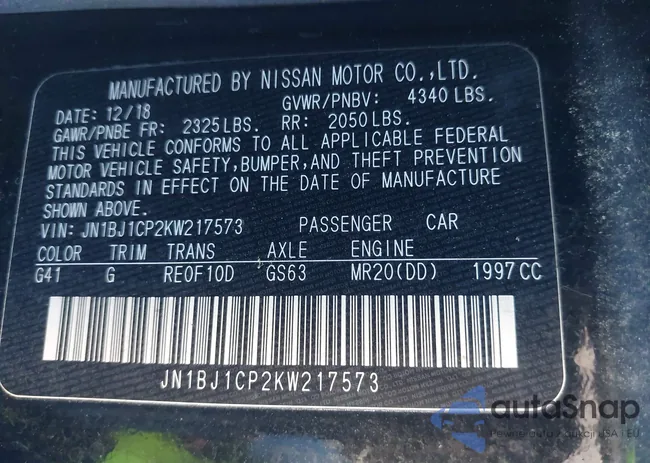 MANUFACTURED BY NISSAN MOTOR CO.,LTD.
DATE: 12/18 GVWR/PNBV: 4340 LBS.
GAWR/PNBE FR: 2325 LBS. RR: 2050 LBS.
THIS VEHICLE CONFORMS TO ALL APPLICABLE FEDERAL
MOTOR VEHICLE SAFETY, BUMPER, AND THEFT PREVENTION
STANDARDS IN EFFECT ON THE DATE OF MANUFACTURE
SHOWN ABOVE.
VIN: JN1BJ1CP2KW217573 PASSENGER CAR
COLOR TRIM TRANS AXLE ENGINE
G41 G RE0F10D GS63 MR20(DD) 1997 CC
JN1BJ1CP2KW217573
autoSnap